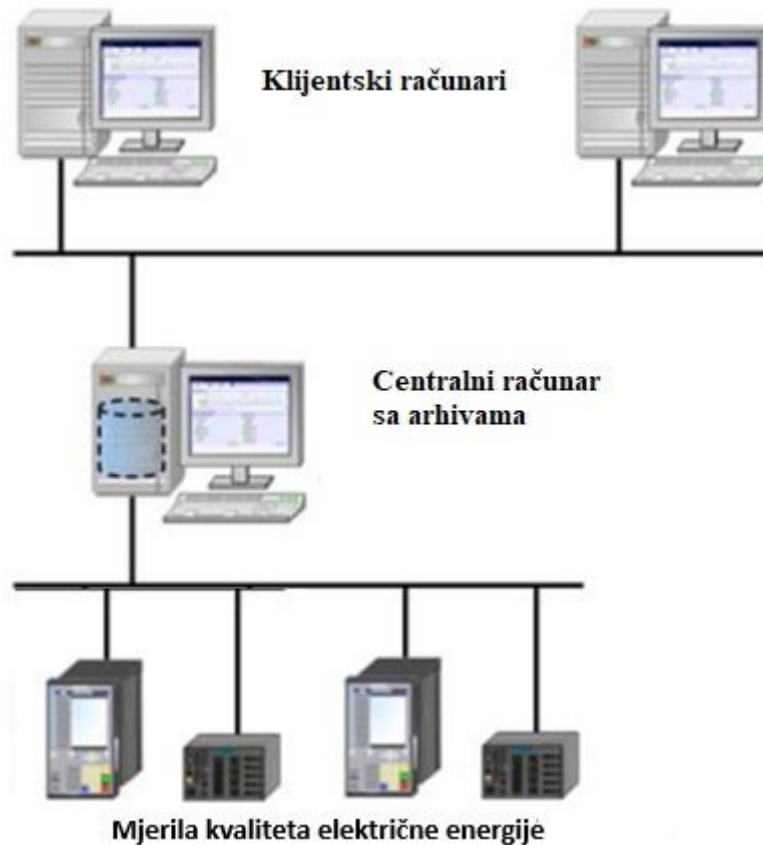 Klijentski računari
Centralni računar
sa arhivama
Mjerila kvaliteta električne energije